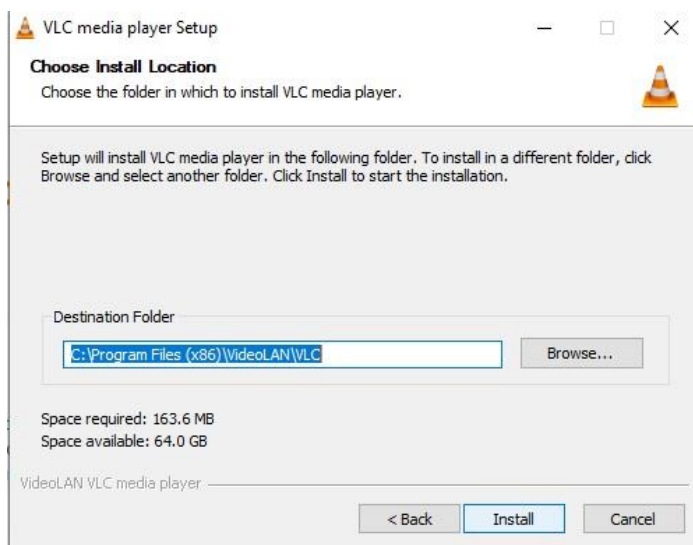 VLC media player Setup
Choose Install Location
Choose the folder in which to install VLC media player.
Setup will install VLC media player in the following folder. To install in a different folder, click
Browse and select another folder. Click Install to start the installation.
Destination Folder
C:\Program Files (x86)\VideoLAN\VLC
Browse...
Space required: 163.6 MB
Space available: 64.0 GB
VideoLAN VLC media player
< Back Install Cancel